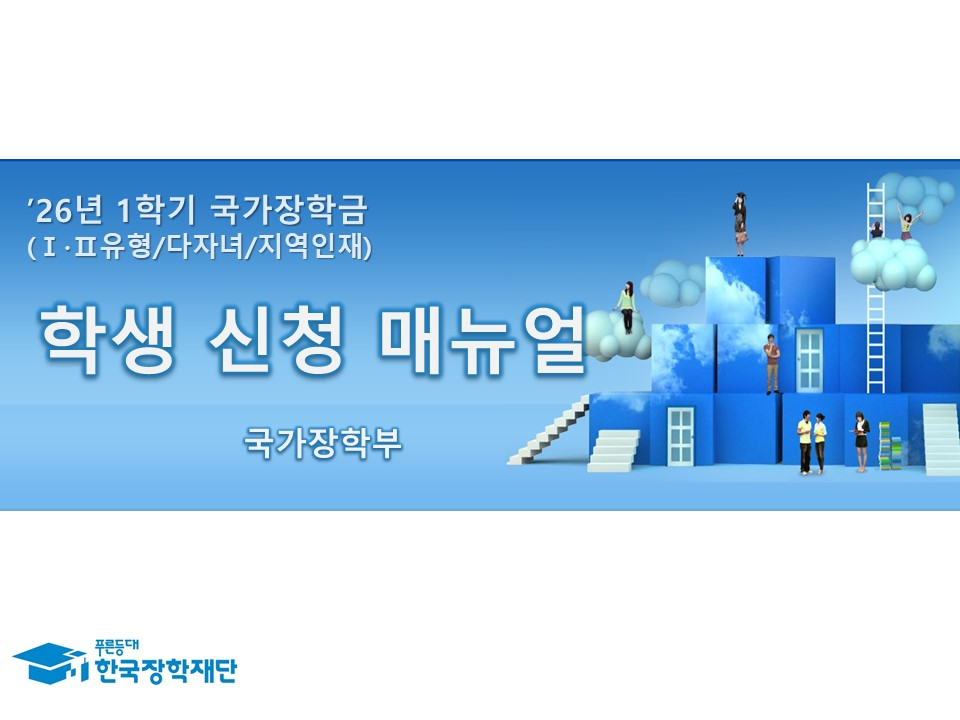 ’26년 1학기 국가장학금
(Ⅰ·Ⅱ유형/다자녀/지역인재)
학생 신청 매뉴얼
국가장학부
푸른등대
한국장학재단